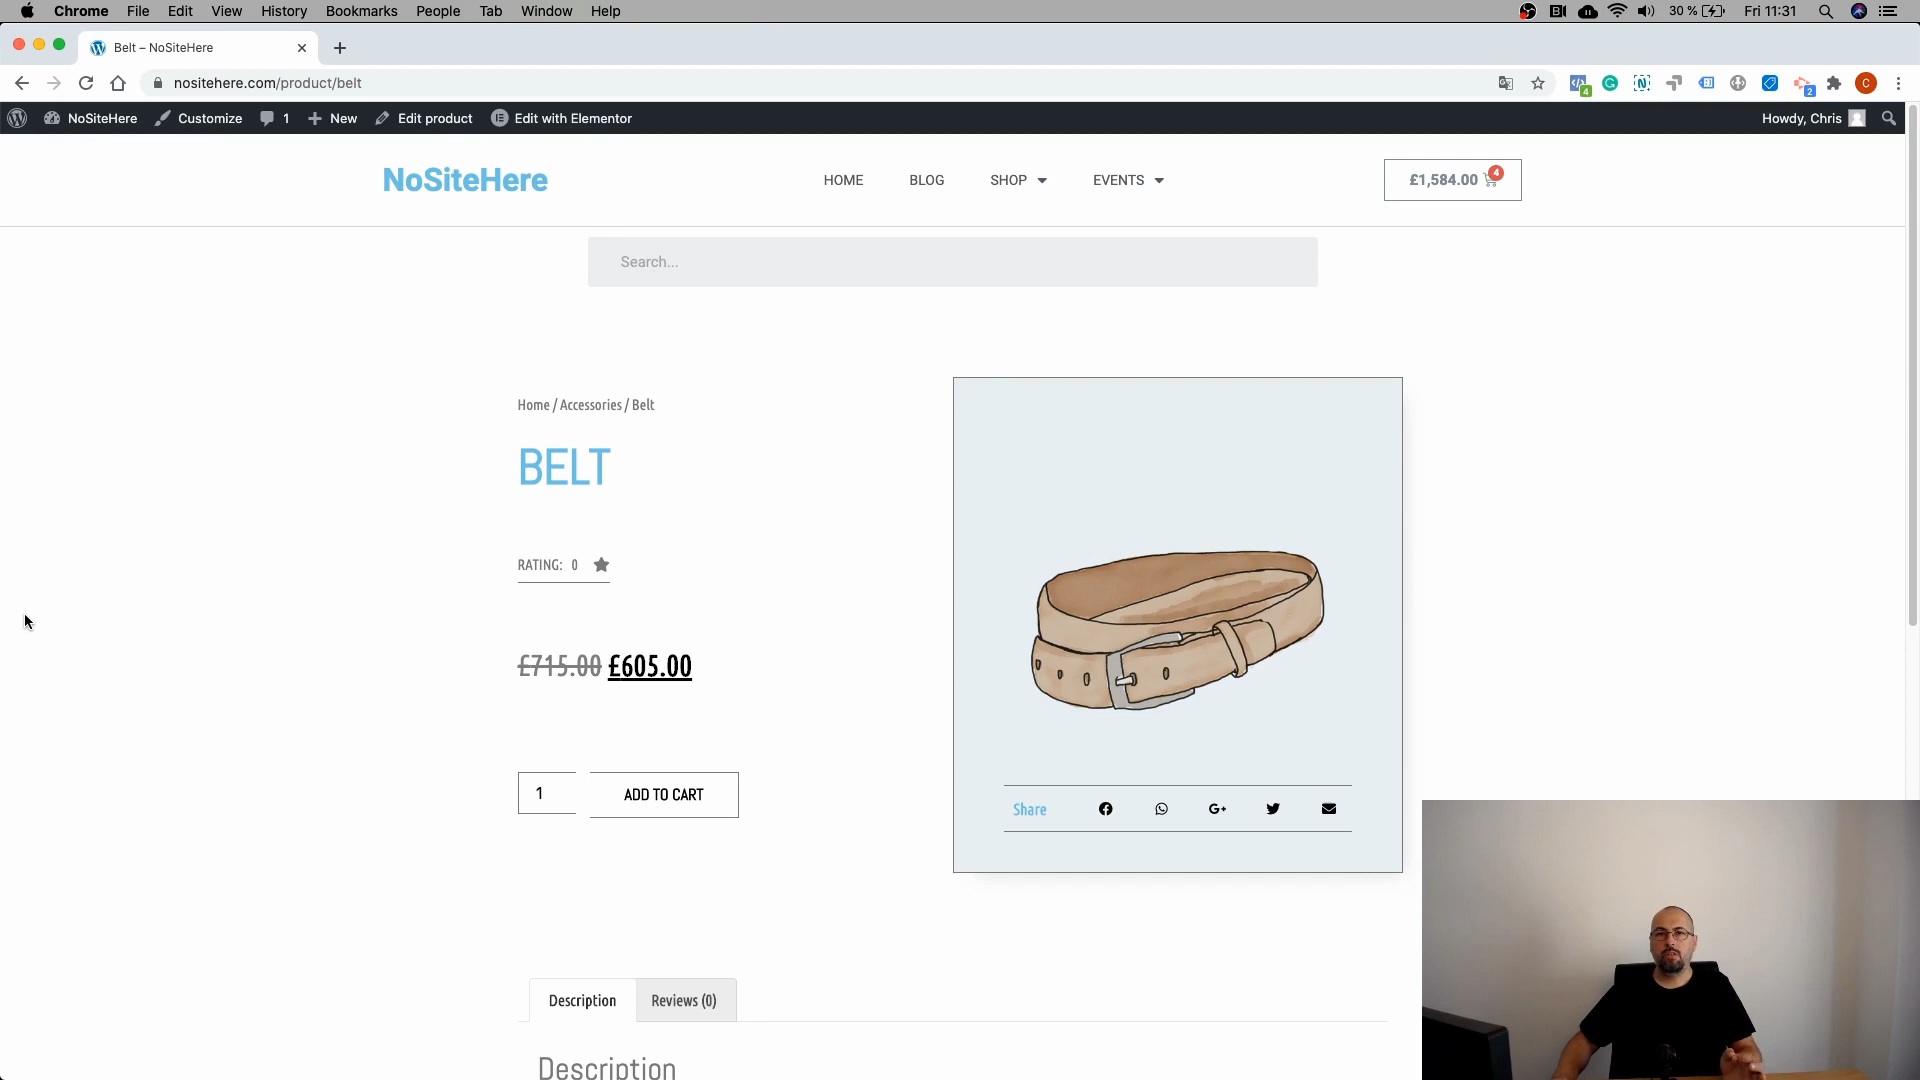 Chrome File Edit View History Bookmarks People Tab Window Help 30 % Fri 11:31
Belt – NoSiteHere
nositehere.com/product/belt 4 2 C
NoSiteHere Customize 1 New Edit product Edit with Elementor Howdy, Chris
NoSiteHere HOME BLOG SHOP EVENTS £1,584.00 4
Search...
Home / Accessories / Belt
BELT
RATING: 0
£715.00 £605.00
1 ADD TO CART
Share G+
Description Reviews (0)
Description